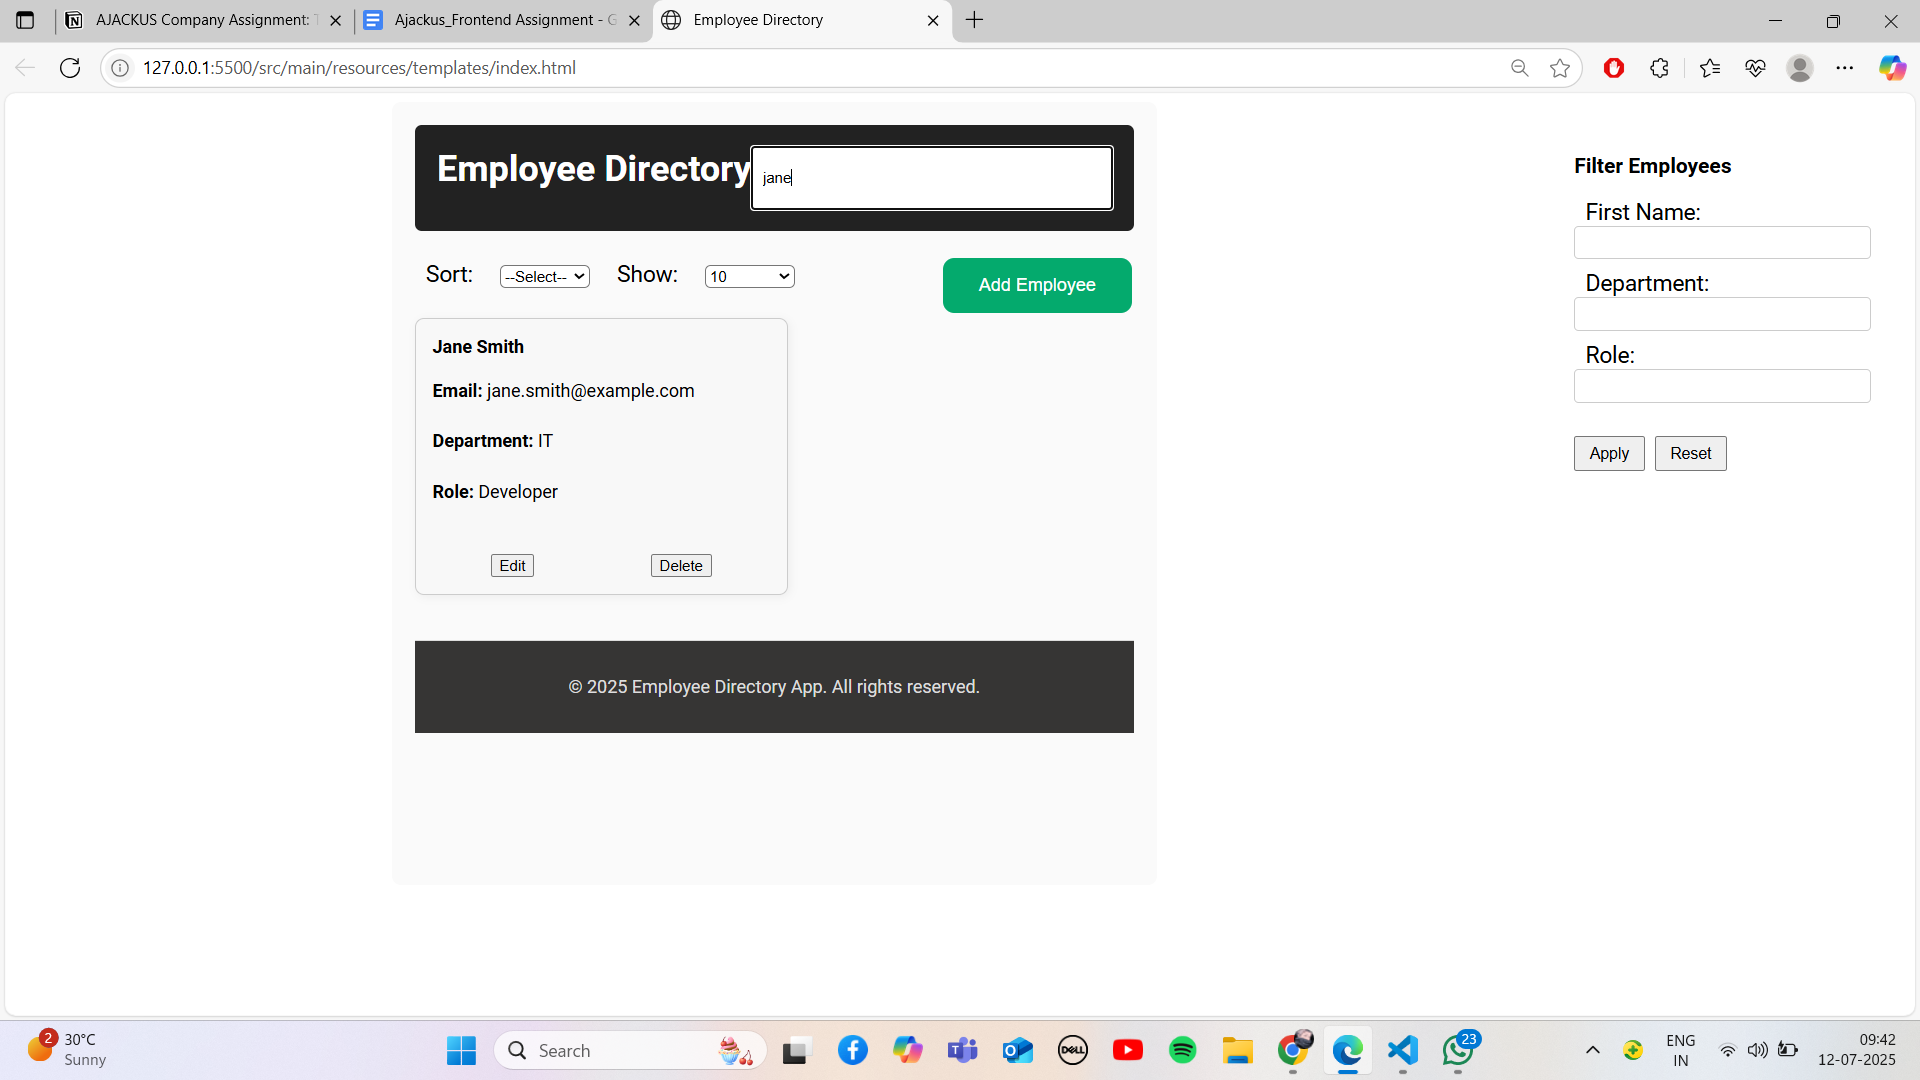 AJACKUS Company Assignment: T
Ajackus_Frontend Assignment - G
Employee Directory
127.0.0.1:5500/src/main/resources/templates/index.html
Employee Directory
jane
Sort:
--Select--
Show:
10
Add Employee
Jane Smith
Email: jane.smith@example.com
Department: IT
Role: Developer
Edit
Delete
© 2025 Employee Directory App. All rights reserved.
Filter Employees
First Name:
Department:
Role:
Apply
Reset
2
30°C
Sunny
Search
DELL
23
ENG
IN
09:42
12-07-2025